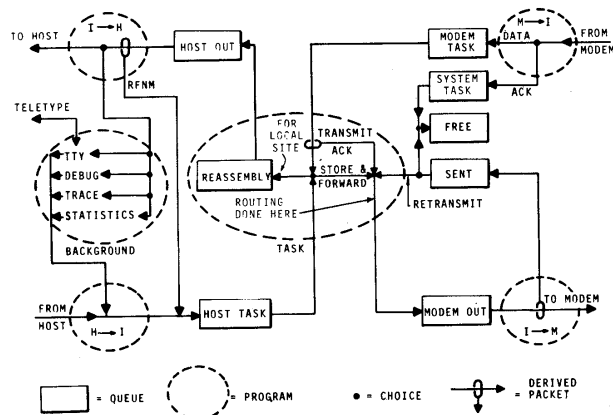 I→H
TO HOST
RFNM
HOST OUT
MODEM TASK
M→I
DATA
FROM MODEM
SYSTEM TASK
ACK
FREE
TELETYPE
TTY
DEBUG
TRACE
STATISTICS
BACKGROUND
FOR LOCAL SITE
TRANSMIT ACK
REASSEMBLY
STORE & FORWARD
SENT
ROUTING DONE HERE
RETRANSMIT
TASK
FROM HOST
H→I
HOST TASK
MODEM OUT
TO MODEM
I→M
= QUEUE
= PROGRAM
= CHOICE
= DERIVED PACKET